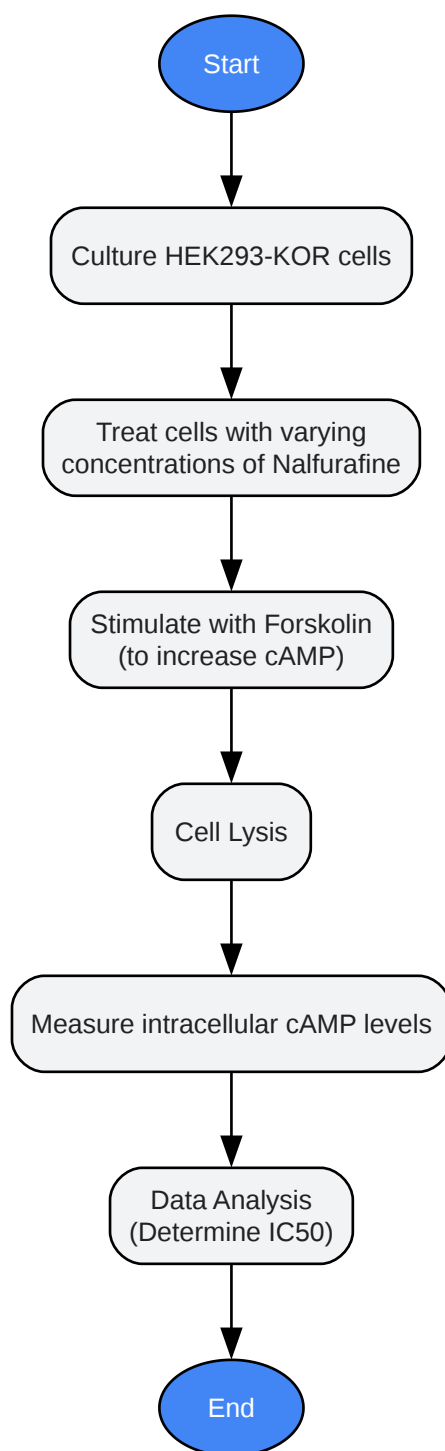 Start
Culture HEK293-KOR cells
Treat cells with varying
concentrations of Nalfurafine
Stimulate with Forskolin
(to increase cAMP)
Cell Lysis
Measure intracellular cAMP levels
Data Analysis
(Determine IC50)
End